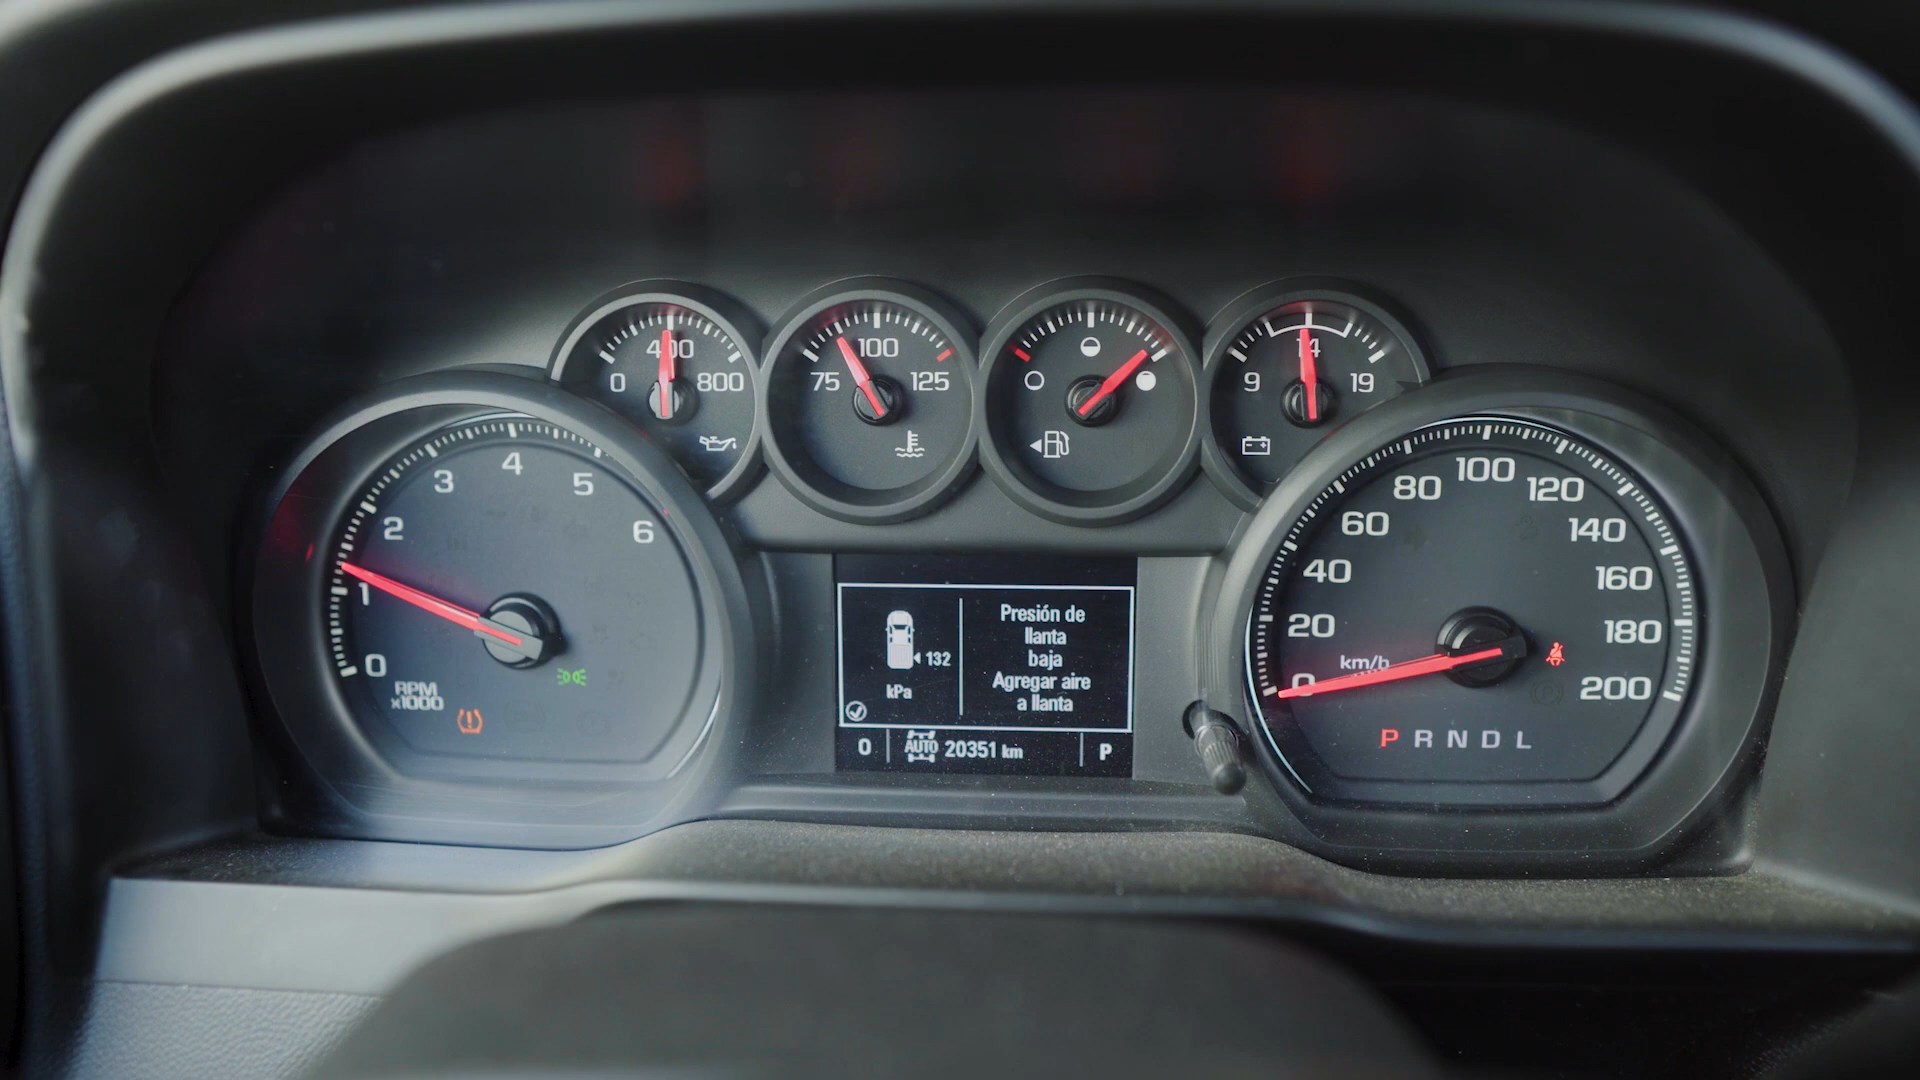 0 400 800
75 100 125
9 14 19
0 1 2 3 4 5 6
RPM
x1000
Presión de
llanta
baja
Agregar aire
a llanta
132
kPa
0 AUTO 20351 km P
0 20 40 60 80 100 120 140 160 180 200
km/h
P R N D L